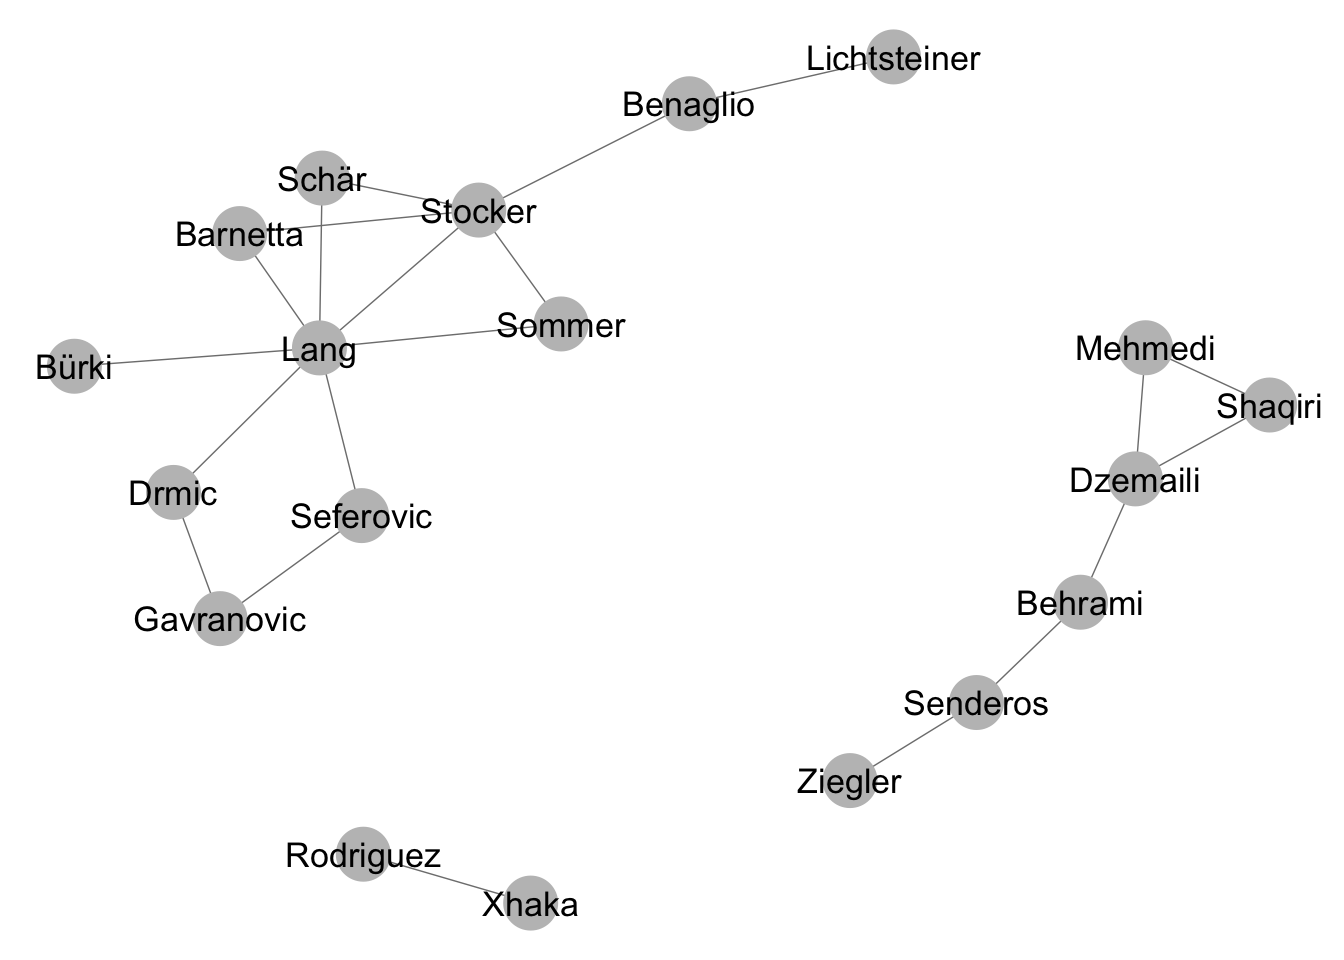 Lichtsteiner
Benaglio
Schär
Stocker
Barnetta
Sommer
Lang
Bürki
Mehmedi
Shaqiri
Dzemaili
Drmic
Seferovic
Behrami
Gavranovic
Senderos
Ziegler
Rodriguez
Xhaka